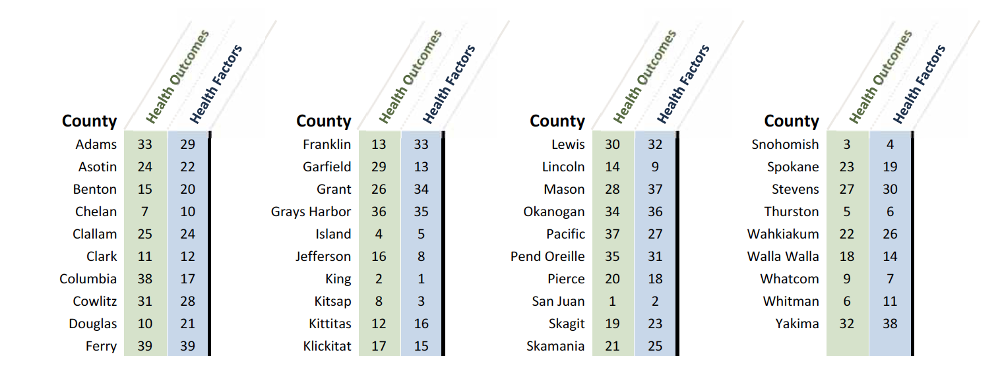 County Health Outcomes Health Factors
Adams 33 29
Asotin 24 22
Benton 15 20
Chelan 7 10
Clallam 25 24
Clark 11 12
Columbia 38 17
Cowlitz 31 28
Douglas 10 21
Ferry 39 39
County Health Outcomes Health Factors
Franklin 13 33
Garfield 29 13
Grant 26 34
Grays Harbor 36 35
Island 4 5
Jefferson 16 8
King 2 1
Kitsap 8 3
Kittitas 12 16
Klickitat 17 15
County Health Outcomes Health Factors
Lewis 30 32
Lincoln 14 9
Mason 28 37
Okanogan 34 36
Pacific 37 27
Pend Oreille 35 31
Pierce 20 18
San Juan 1 2
Skagit 19 23
Skamania 21 25
County Health Outcomes Health Factors
Snohomish 3 4
Spokane 23 19
Stevens 27 30
Thurston 5 6
Wahkiakum 22 26
Walla Walla 18 14
Whatcom 9 7
Whitman 6 11
Yakima 32 38